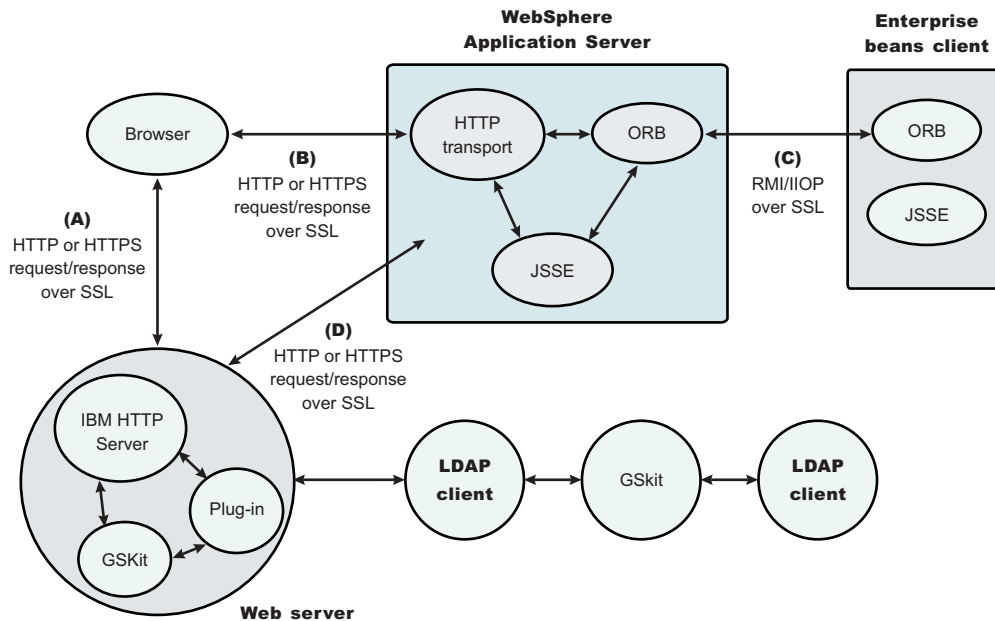 WebSphere
Application Server
Enterprise
beans client
Browser
HTTP
transport
ORB
ORB
(B)
HTTP or HTTPS
request/response
over SSL
(C)
RMI/IIOP
over SSL
JSSE
(A)
HTTP or HTTPS
request/response
over SSL
JSSE
(D)
HTTP or HTTPS
request/response
over SSL
IBM HTTP
Server
Plug-in
GSKit
LDAP
client
GSkit
LDAP
client
Web server